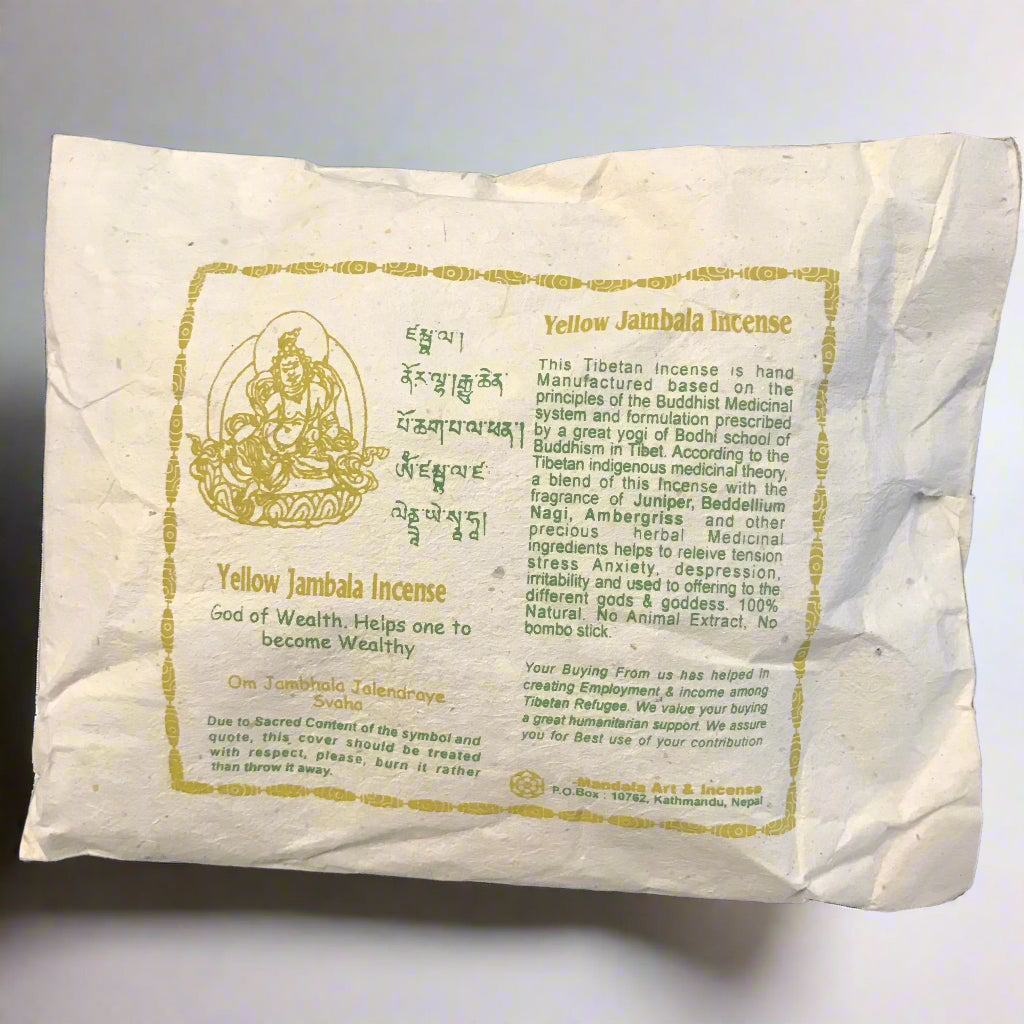 Yellow Jambala Incense
God of Wealth. Helps one to
become Wealthy
Om Jambhala Jalendraye
Svaha
Due to Sacred Content of the symbol and
quote, this cover should be treated
with respect, please, burn it rather
than throw it away.
Yellow Jambala Incense
This Tibetan Incense is hand
Manufactured based on the
principles of the Buddhist Medicinal
system and formulation prescribed
by a great yogi of Bodhi school of
Buddhism in Tibet. According to the
Tibetan indigenous medicinal theory,
a blend of this Incense with the
fragrance of Juniper, Beddellium
Nagi, Ambergriss and other
precious herbal Medicinal
ingredients helps to releive tension
stress Anxiety, despression,
irritability and used to offering to the
different gods & goddess. 100%
Natural. No Animal Extract, No
bombo stick.
Your Buying From us has helped in
creating Employment & income among
Tibetan Refugee. We value your buying
a great humanitarian support. We assure
you for Best use of your contribution
Mandala Art & Incense
P.O.Box : 10762, Kathmandu, Nepal